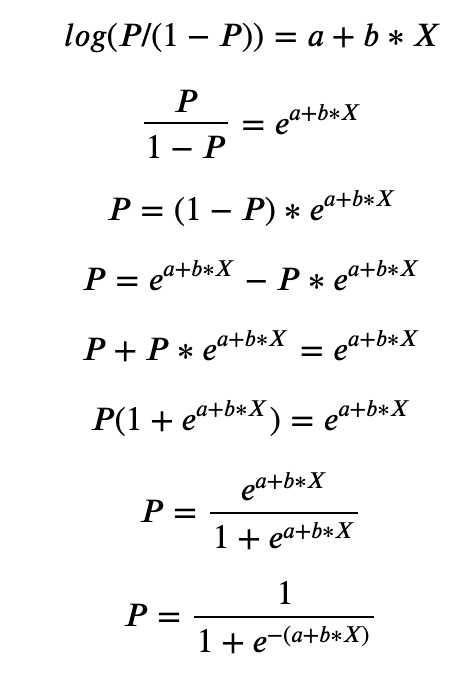 log(P/(1 − P)) = a + b ∗ X
P/(1 − P) = e^(a+b∗X)
P = (1 − P) ∗ e^(a+b∗X)
P = e^(a+b∗X) − P ∗ e^(a+b∗X)
P + P ∗ e^(a+b∗X) = e^(a+b∗X)
P(1 + e^(a+b∗X)) = e^(a+b∗X)
P = e^(a+b∗X)/(1 + e^(a+b∗X))
P = 1/(1 + e^(−(a+b∗X)))